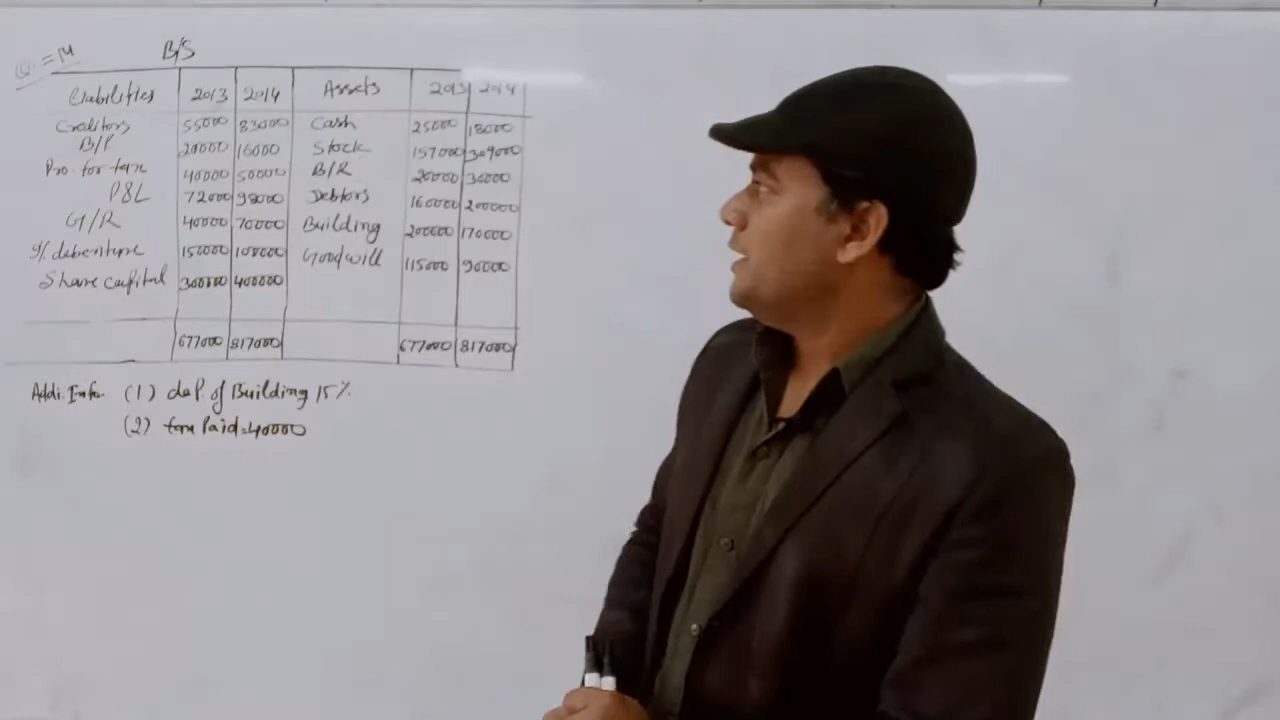 Q.=14
B/S
Liabilities 2013 2014 Assets 2013 2014
Creditors 55000 83000 Cash 25000 18000
B/P 20000 16000 Stock 157000 309000
Pro. for tax 40000 50000 B/R 20000 30000
P&L 72000 98000 Debtors 160000 200000
G/R 40000 70000 Building 200000 170000
9% debenture 150000 100000 Goodwill 115000 90000
Share capital 300000 400000
677000 817000 677000 817000
Addi. Info. (1) dep. of Building 15%.
(2) tax Paid=40000